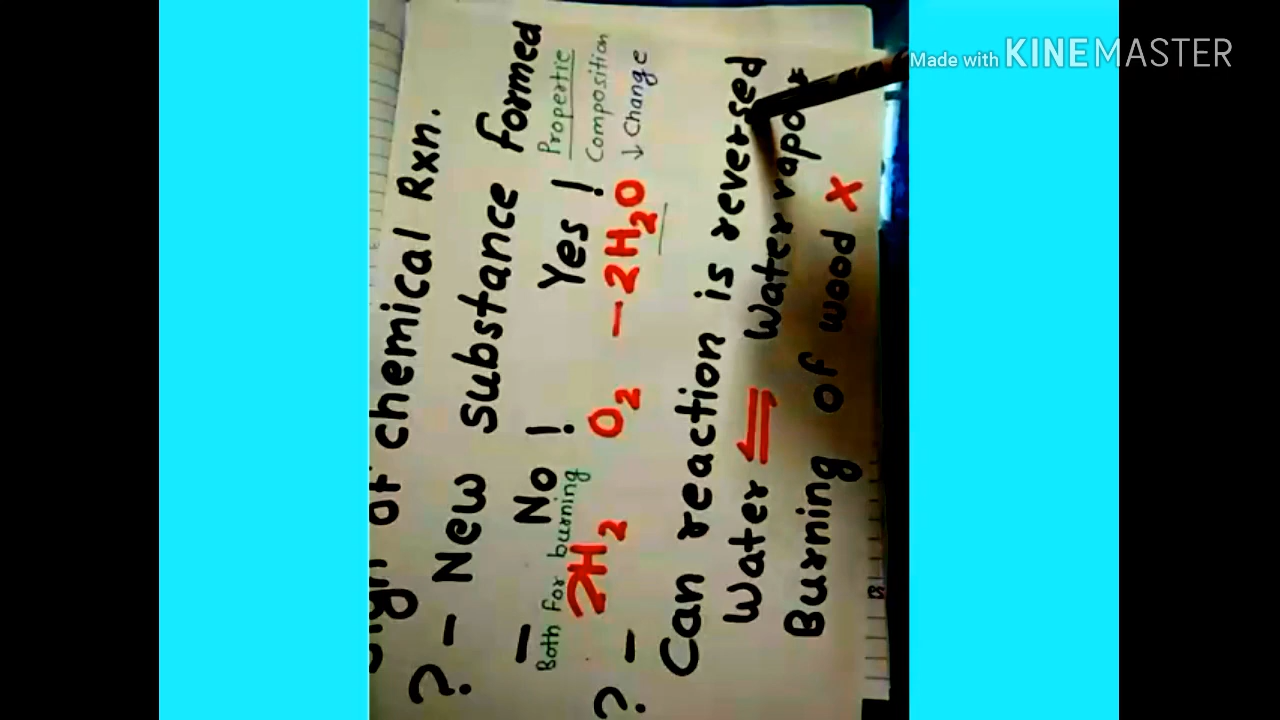 Sign of chemical Rxn.
? - New substance formed
- No! Yes!
Propertie
Both for burning
Composition
2H2 O2 - 2H2O
↓ Change
? -
Can reaction is reversed
Water ⇌ Water vapour
Burning of wood X
Made with KINEMASTER